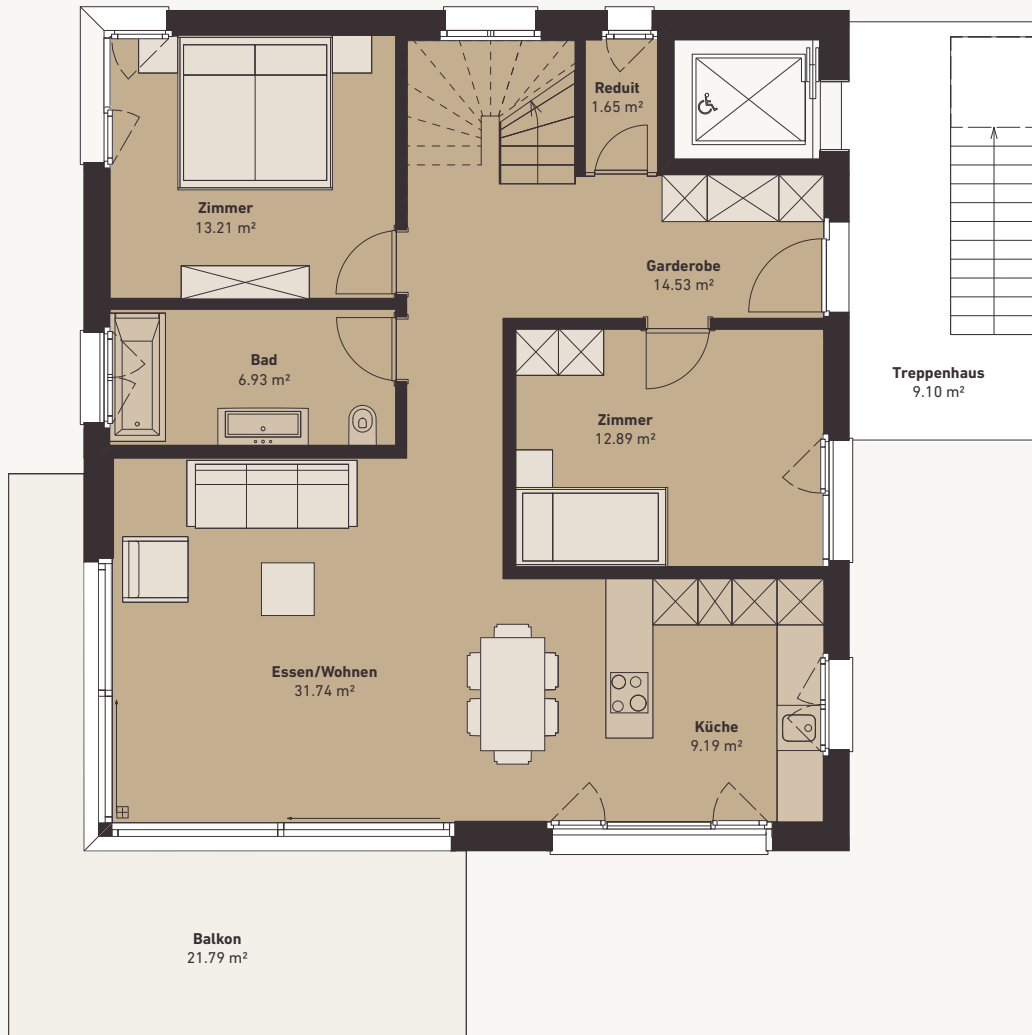 Reduit
1.65 m²
Zimmer
13.21 m²
Garderobe
14.53 m²
Bad
6.93 m²
Treppenhaus
9.10 m²
Zimmer
12.89 m²
Essen/Wohnen
31.74 m²
Küche
9.19 m²
Balkon
21.79 m²